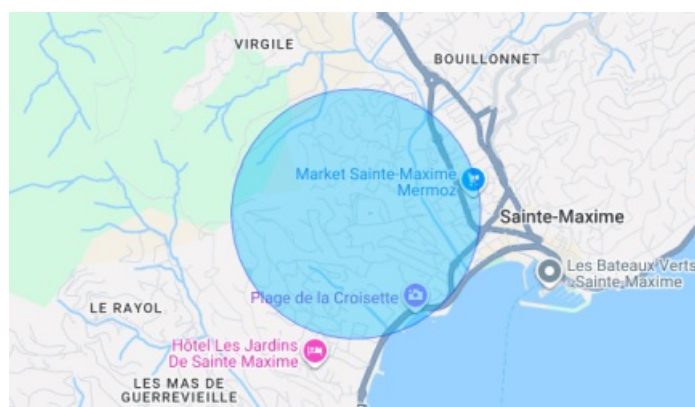 VIRGILE
BOUILLONNET
Market Sainte-Maxime
Mermoz
Sainte-Maxime
Les Bateaux Verts
-Sainte Maxime
Plage de la Croisette
LE RAYOL
Hôtel Les Jardins
De Sainte Maxime
LES MAS DE
GUERREVIEILLE